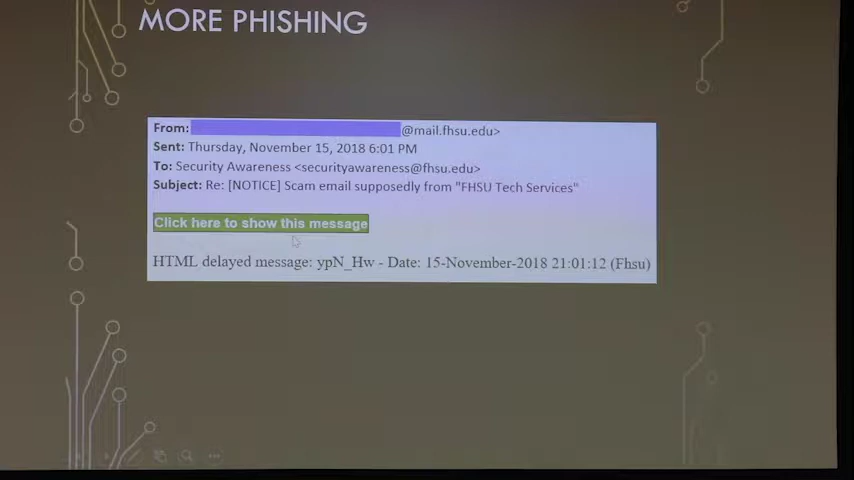 MORE PHISHING
From: @mail.fhsu.edu>
Sent: Thursday, November 15, 2018 6:01 PM
To: Security Awareness <securityawareness@fhsu.edu>
Subject: Re: [NOTICE] Scam email supposedly from "FHSU Tech Services"
Click here to show this message
HTML delayed message: ypN_Hw - Date: 15-November-2018 21:01:12 (Fhsu)